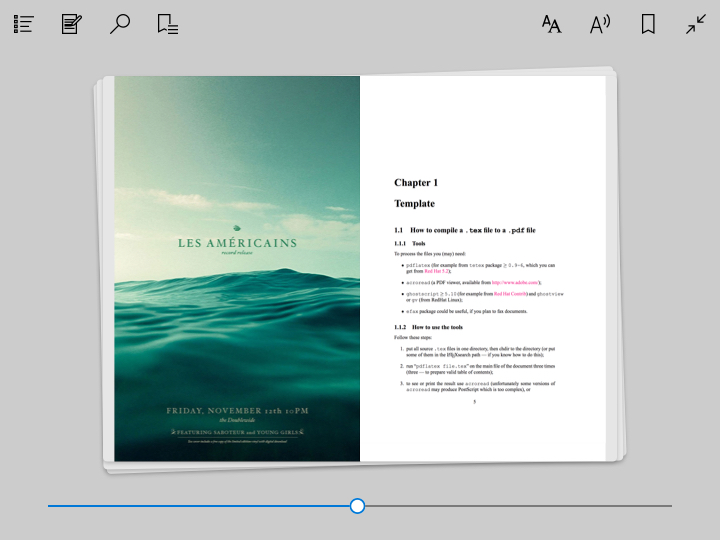 LES AMÉRICAINS
record release
FRIDAY, NOVEMBER 12th 10PM
the Doubleside
FEATURING SABOTEUR and YOUNG GIRLS
Chapter 1
Template
1.1 How to compile a .tex file to a .pdf file
1.1.1 Tools
To process the files you (may) need:
• pdflatex (for example from tetex package ≥ 0.9-6, which you can
get from Red Hat 5.2);
• acroread (a PDF viewer, available from http://www.adobe.com/);
• ghostscript ≥ 5.10 (for example from Red Hat Contrib) and ghostview
or gv (from RedHat Linux);
• efax package could be useful, if you plan to fax documents.
1.1.2 How to use the tools
Follow these steps:
1. put all source .tex files in one directory, then chdir to the directory (or put
some of them in the LATEXsearch path — if you know how to do this);
2. run "pdflatex file.tex" on the main file of the document three times
(three — to prepare valid table of contents);
3. to see or print the result use acroread (unfortunately some versions of
acroread may produce PostScript which is too complex), or